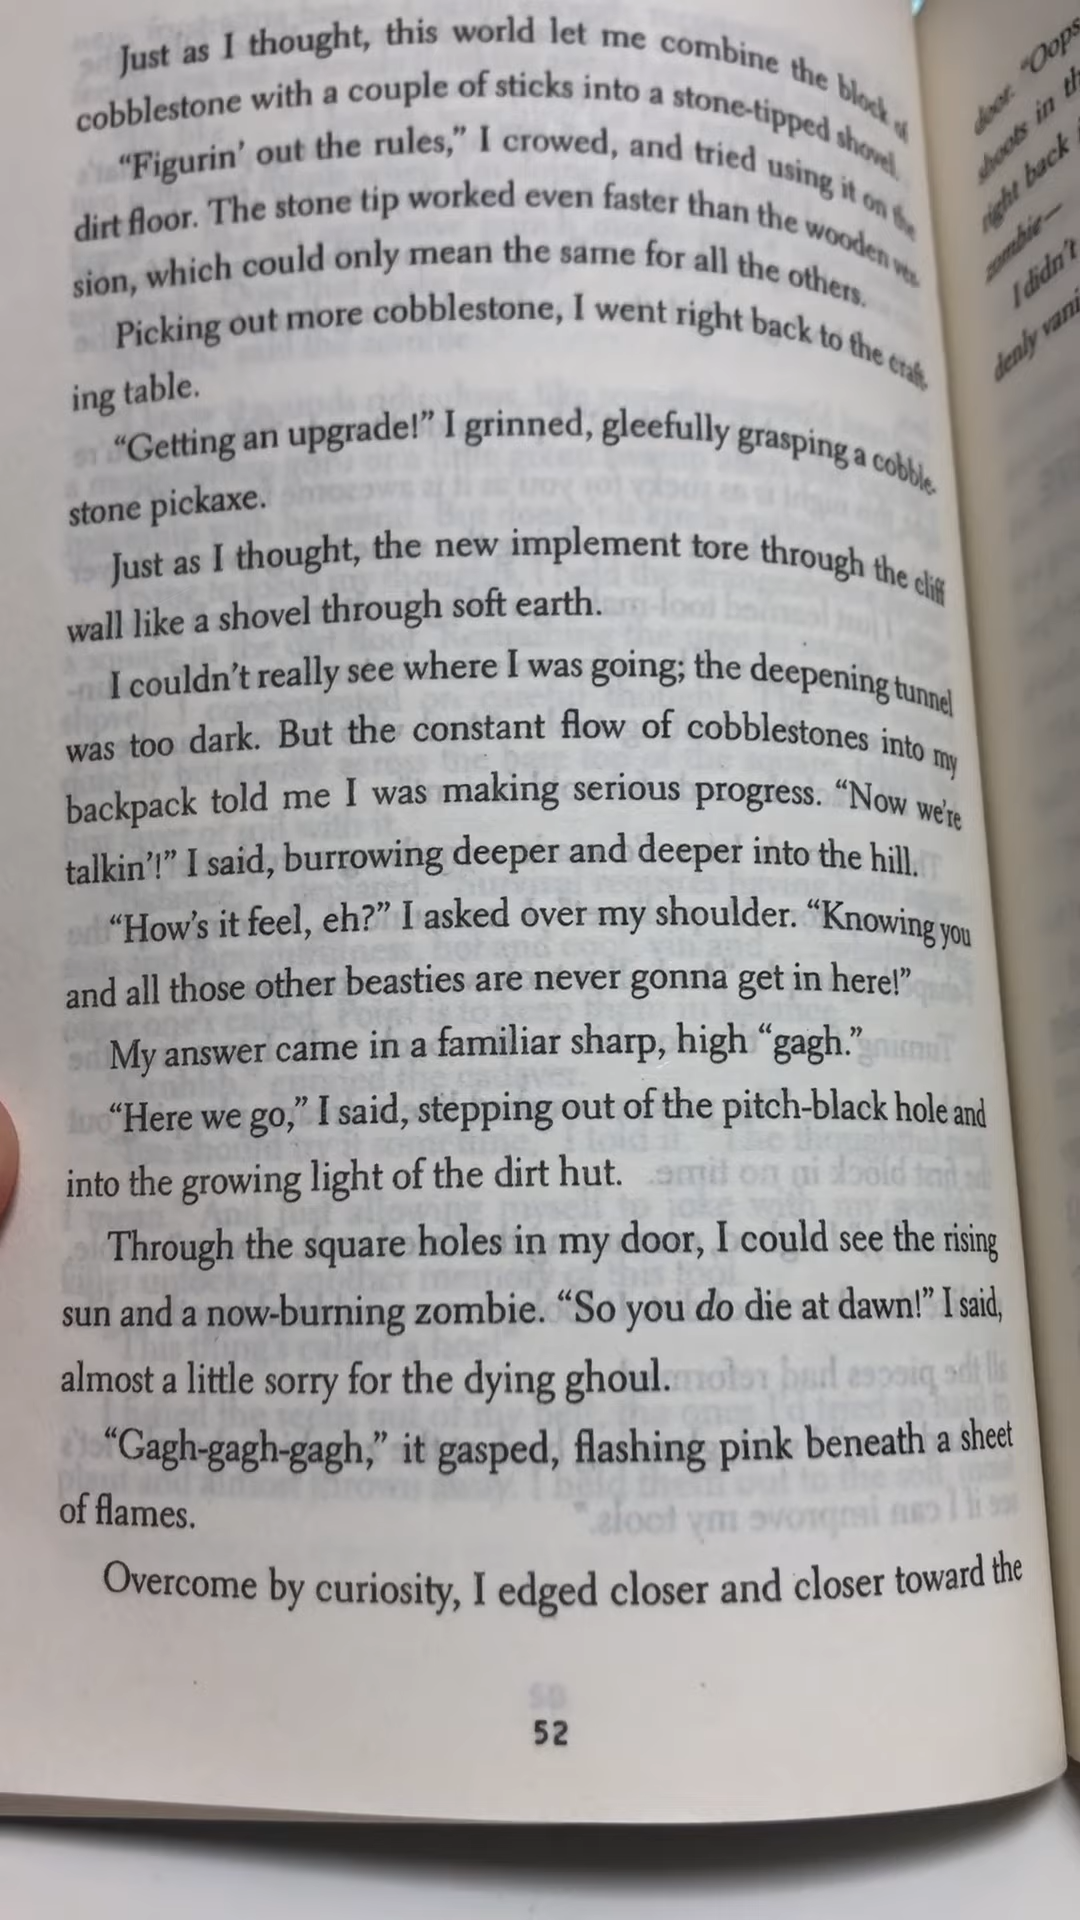 Just as I thought, this world let me combine the block of
cobblestone with a couple of sticks into a stone-tipped shovel.
“Figurin’ out the rules,” I crowed, and tried using it on the
dirt floor. The stone tip worked even faster than the wooden ver-
sion, which could only mean the same for all the others.
Picking out more cobblestone, I went right back to the craft-
ing table.
“Getting an upgrade!” I grinned, gleefully grasping a cobble-
stone pickaxe.
Just as I thought, the new implement tore through the cliff
wall like a shovel through soft earth.
I couldn’t really see where I was going; the deepening tunnel
was too dark. But the constant flow of cobblestones into my
backpack told me I was making serious progress. “Now we’re
talkin’!” I said, burrowing deeper and deeper into the hill.
“How’s it feel, eh?” I asked over my shoulder. “Knowing you
and all those other beasties are never gonna get in here!”
My answer came in a familiar sharp, high “gagh.”
“Here we go,” I said, stepping out of the pitch-black hole and
into the growing light of the dirt hut.
Through the square holes in my door, I could see the rising
sun and a now-burning zombie. “So you do die at dawn!” I said,
almost a little sorry for the dying ghoul.
“Gagh-gagh-gagh,” it gasped, flashing pink beneath a sheet
of flames.
Overcome by curiosity, I edged closer and closer toward the
52
door. “Oops
shoots in
right back
zombie—
I didn’t
denly